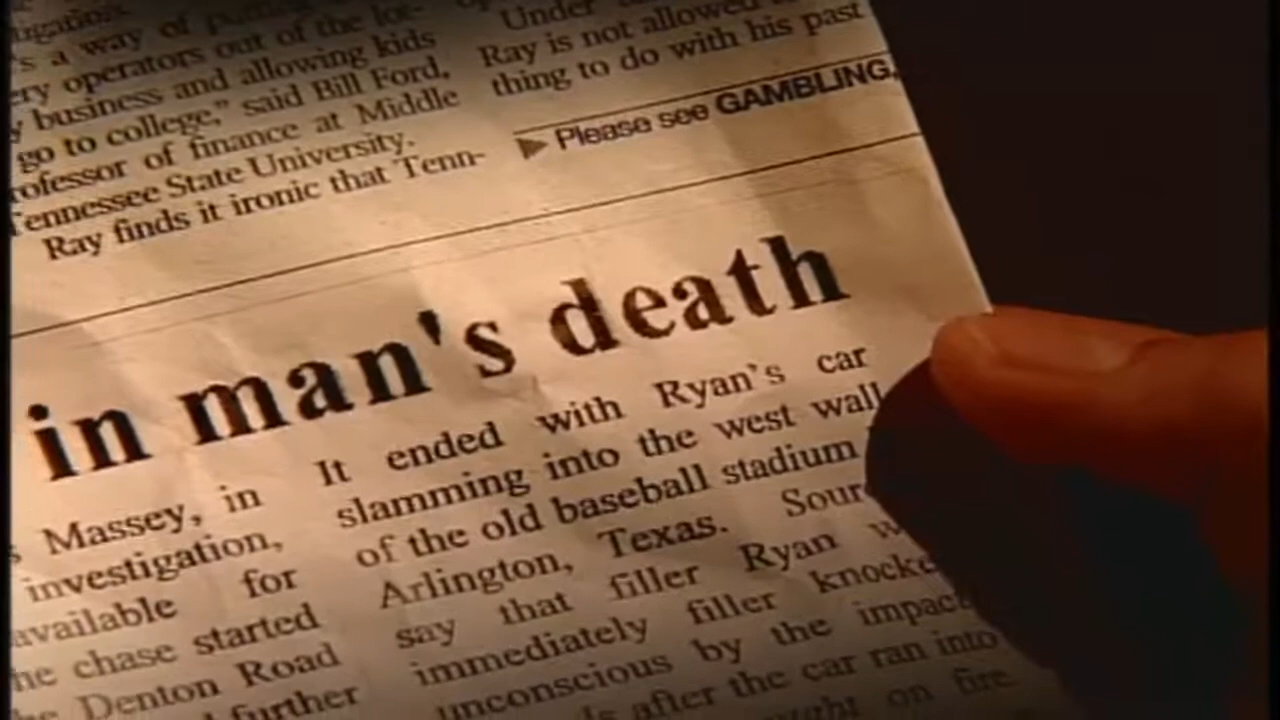 's a way of
ery operators out of the lot-
y business and allowing kids
go to college," said Bill Ford,
rofessor of finance at Middle
Tennessee State University.
Ray finds it ironic that Tenn-
Under
Ray is not allowed
thing to do with his past
Please see GAMBLING,
in man's death
s Massey, in
investigation,
available for
he chase started
Denton Road
further
It ended with Ryan's car
slamming into the west wall
of the old baseball stadium
Arlington, Texas. Sour
say that filler Ryan w
immediately filler knocke
unconscious by the impact
after the car ran into
on fire